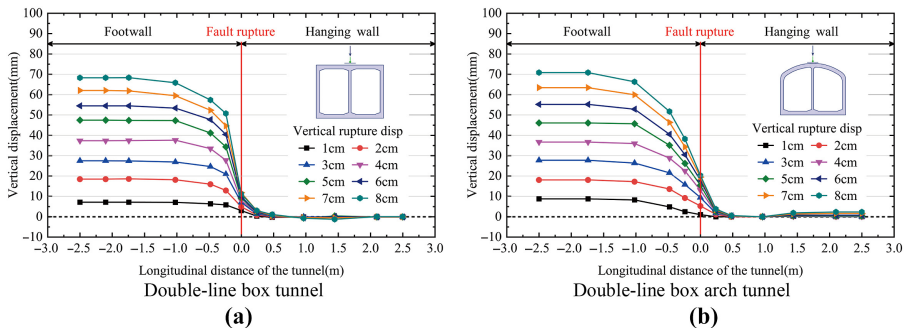 (a)
Footwall
Fault rupture
Hanging wall
Vertical displacement(mm)
100
90
80
70
60
50
40
30
20
10
0
−10
Vertical rupture disp
1cm 2cm
3cm 4cm
5cm 6cm
7cm 8cm
−3.0 −2.5 −2.0 −1.5 −1.0 −0.5 0.0 0.5 1.0 1.5 2.0 2.5 3.0
Longitudinal distance of the tunnel(m)
Double-line box tunnel
(a)
(b)
Footwall
Fault rupture
Hanging wall
Vertical displacement(mm)
100
90
80
70
60
50
40
30
20
10
0
−10
Vertical rupture disp
1cm 2cm
3cm 4cm
5cm 6cm
7cm 8cm
−3.0 −2.5 −2.0 −1.5 −1.0 −0.5 0.0 0.5 1.0 1.5 2.0 2.5 3.0
Longitudinal distance of the tunnel(m)
Double-line box arch tunnel
(b)